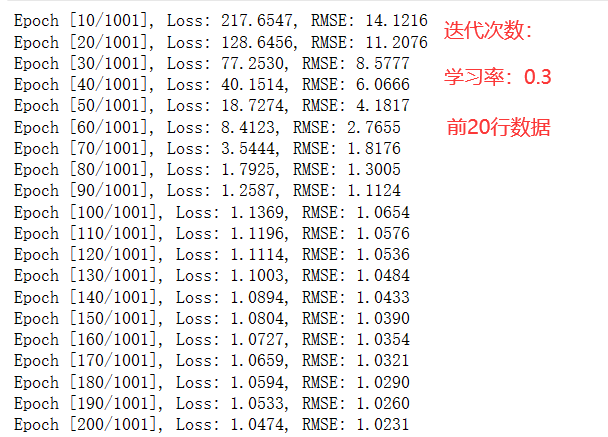 Epoch [10/1001], Loss: 217.6547, RMSE: 14.1216
迭代次数：
Epoch [20/1001], Loss: 128.6456, RMSE: 11.2076
Epoch [30/1001], Loss: 77.2530, RMSE: 8.5777
学习率：0.3
Epoch [40/1001], Loss: 40.1514, RMSE: 6.0666
Epoch [50/1001], Loss: 18.7274, RMSE: 4.1817
Epoch [60/1001], Loss: 8.4123, RMSE: 2.7655
前20行数据
Epoch [70/1001], Loss: 3.5444, RMSE: 1.8176
Epoch [80/1001], Loss: 1.7925, RMSE: 1.3005
Epoch [90/1001], Loss: 1.2587, RMSE: 1.1124
Epoch [100/1001], Loss: 1.1369, RMSE: 1.0654
Epoch [110/1001], Loss: 1.1196, RMSE: 1.0576
Epoch [120/1001], Loss: 1.1114, RMSE: 1.0536
Epoch [130/1001], Loss: 1.1003, RMSE: 1.0484
Epoch [140/1001], Loss: 1.0894, RMSE: 1.0433
Epoch [150/1001], Loss: 1.0804, RMSE: 1.0390
Epoch [160/1001], Loss: 1.0727, RMSE: 1.0354
Epoch [170/1001], Loss: 1.0659, RMSE: 1.0321
Epoch [180/1001], Loss: 1.0594, RMSE: 1.0290
Epoch [190/1001], Loss: 1.0533, RMSE: 1.0260
Epoch [200/1001], Loss: 1.0474, RMSE: 1.0231